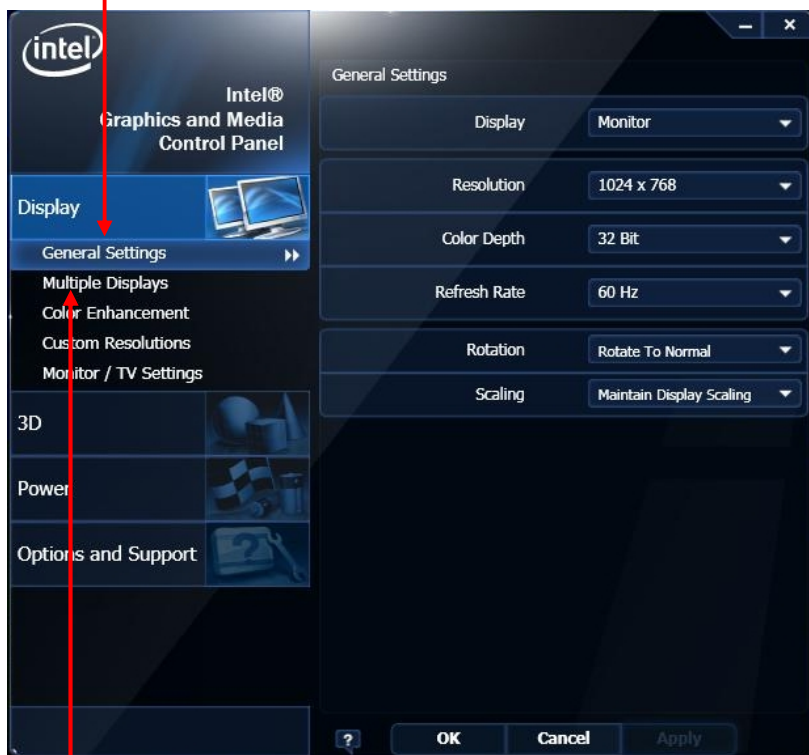 intel
Intel®
Graphics and Media
Control Panel
Display
General Settings
Multiple Displays
Color Enhancement
Custom Resolutions
Monitor / TV Settings
3D
Power
Options and Support
General Settings
Display Monitor
Resolution 1024 x 768
Color Depth 32 Bit
Refresh Rate 60 Hz
Rotation Rotate To Normal
Scaling Maintain Display Scaling
? OK Cancel Apply